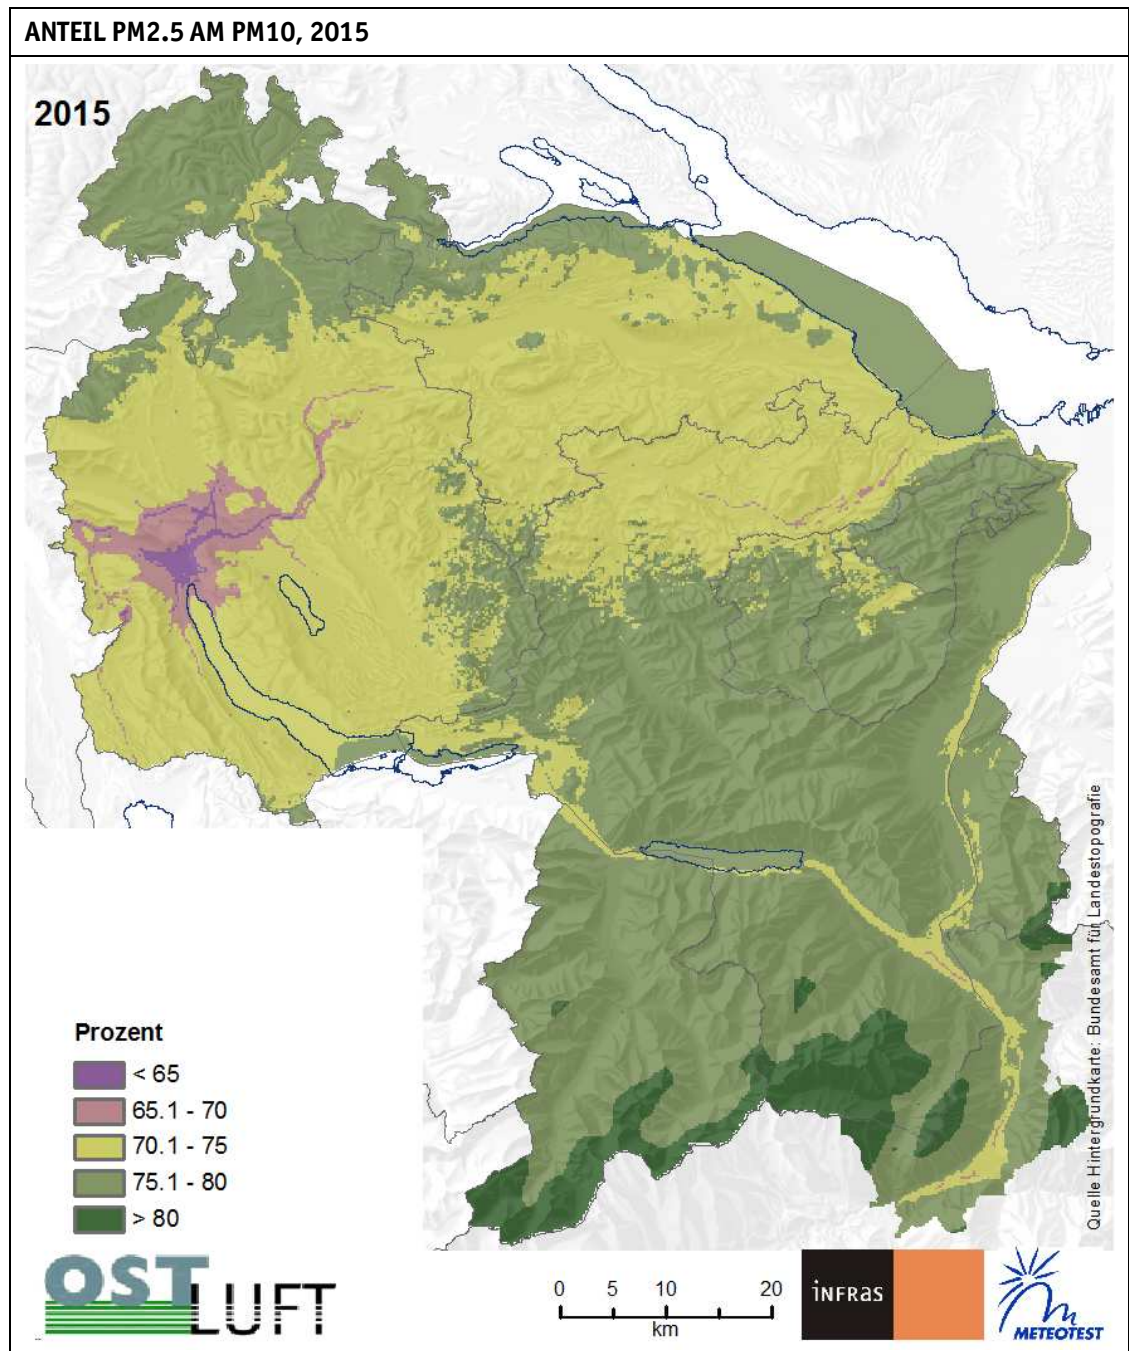 ANTEIL PM2.5 AM PM10, 2015
2015
Prozent
< 65
65.1 - 70
70.1 - 75
75.1 - 80
> 80
Quelle Hintergrundkarte: Bundesamt für Landestopografie
OST
LUFT
0 5 10 20
km
iNFRAS
METEOTEST